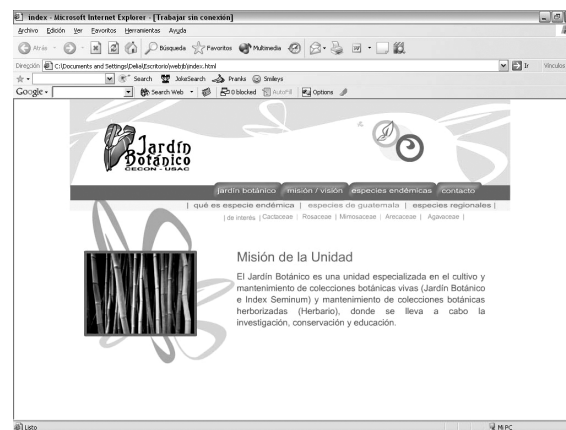 index - Microsoft Internet Explorer - [Trabajar sin conexión]
Archivo Edición Ver Favoritos Herramientas Ayuda
Atrás Búsqueda Favoritos Multimedia
Dirección C:\Documents and Settings\Delia\Escritorio\webjb\index.html Ir Vínculos
Search JokeSearch Pranks Smileys
Google Search Web 0 blocked AutoFill Options
Jardín
Botánico
CECON - USAC
jardín botánico misión / visión especies endémicas contacto
| qué es especie endémica | especies de guatemala | especies regionales |
| de interés | Cactaceae | Rosaceae | Mimosaceae | Arecaceae | Agavaceae |
Misión de la Unidad
El Jardín Botánico es una unidad especializada en el cultivo y
mantenimiento de colecciones botánicas vivas (Jardín Botánico
e Index Seminum) y mantenimiento de colecciones botánicas
herborizadas (Herbario), donde se lleva a cabo la
investigación, conservación y educación.
Listo Mi PC